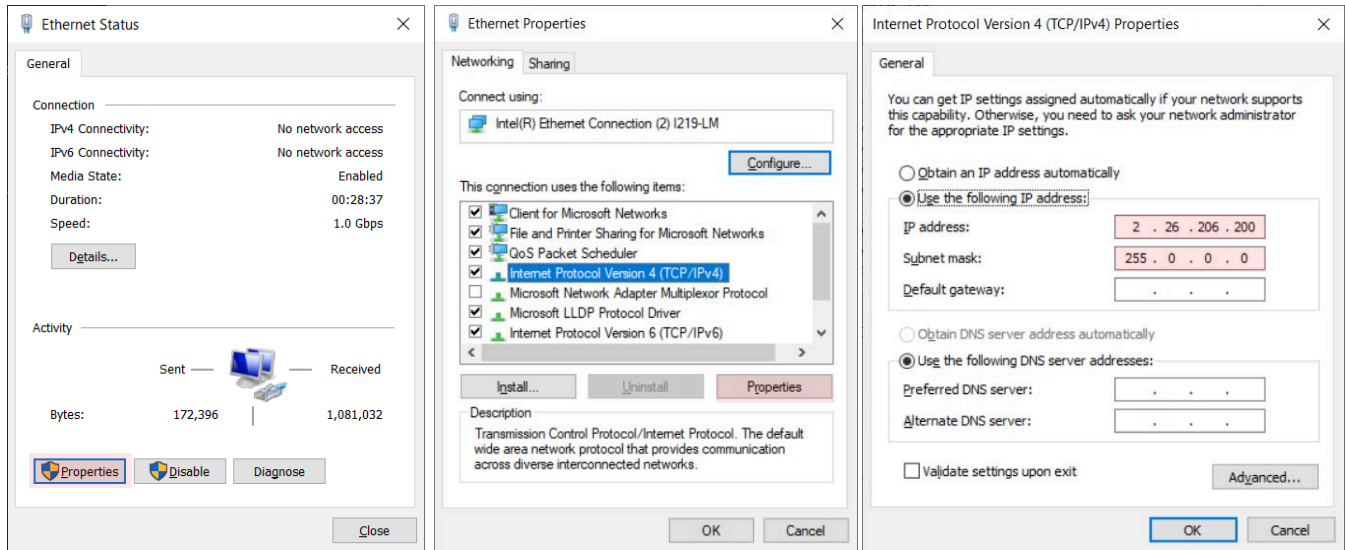 Ethernet Status
General
Connection
IPv4 Connectivity: No network access
IPv6 Connectivity: No network access
Media State: Enabled
Duration: 00:28:37
Speed: 1.0 Gbps
Details...
Activity
Sent Received
Bytes: 172,396 1,081,032
Properties Disable Diagnose
Close
Ethernet Properties
Networking Sharing
Connect using:
Intel(R) Ethernet Connection (2) I219-LM
Configure...
This connection uses the following items:
Client for Microsoft Networks
File and Printer Sharing for Microsoft Networks
QoS Packet Scheduler
Internet Protocol Version 4 (TCP/IPv4)
Microsoft Network Adapter Multiplexor Protocol
Microsoft LLDP Protocol Driver
Internet Protocol Version 6 (TCP/IPv6)
Install... Uninstall Properties
Description
Transmission Control Protocol/Internet Protocol. The default
wide area network protocol that provides communication
across diverse interconnected networks.
OK Cancel
Internet Protocol Version 4 (TCP/IPv4) Properties
General
You can get IP settings assigned automatically if your network supports
this capability. Otherwise, you need to ask your network administrator
for the appropriate IP settings.
Obtain an IP address automatically
Use the following IP address:
IP address: 2 . 26 . 206 . 200
Subnet mask: 255 . 0 . 0 . 0
Default gateway: . . .
Obtain DNS server address automatically
Use the following DNS server addresses:
Preferred DNS server: . . .
Alternate DNS server: . . .
Validate settings upon exit
Advanced...
OK Cancel